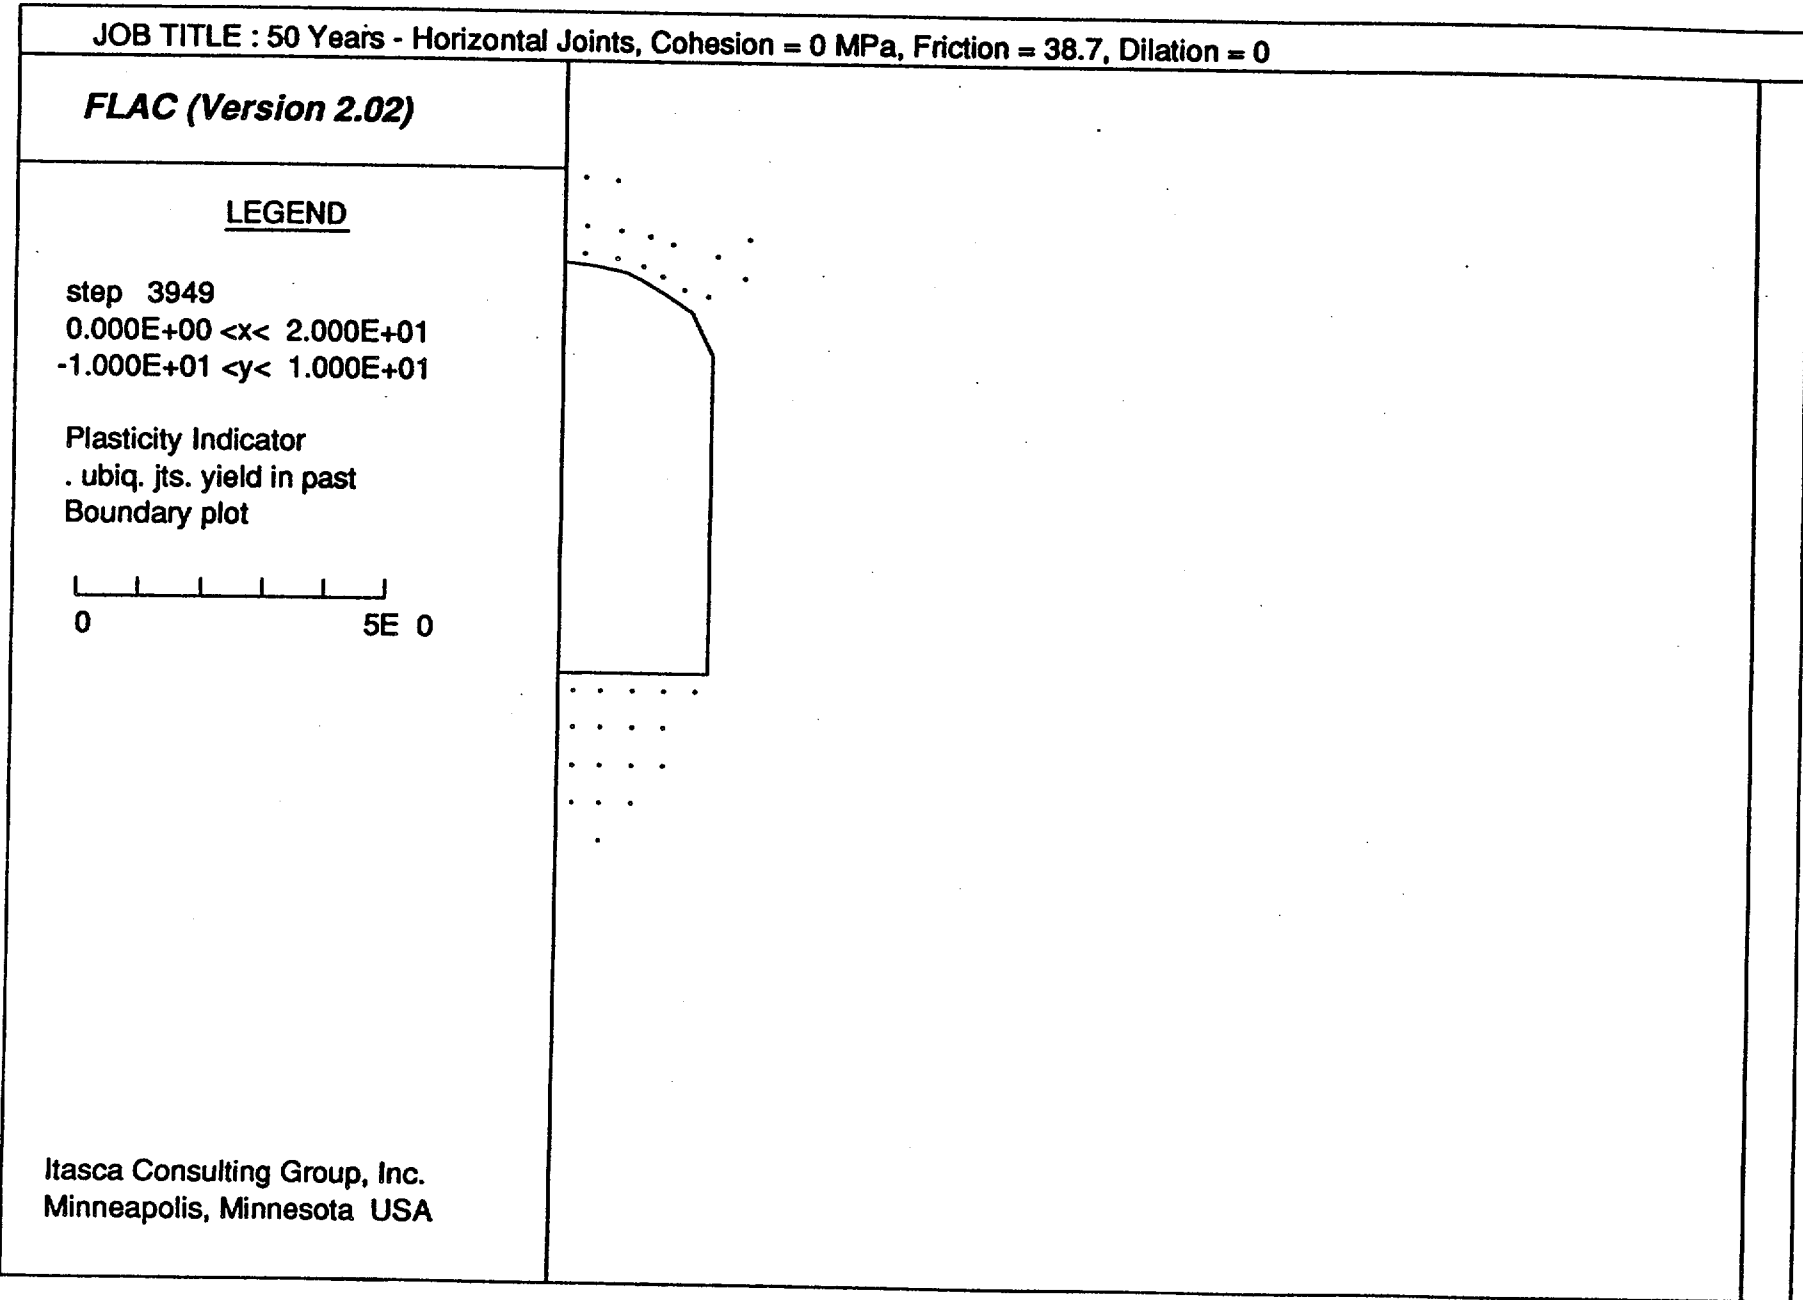 JOB TITLE : 50 Years - Horizontal Joints, Cohesion = 0 MPa, Friction = 38.7, Dilation = 0
FLAC (Version 2.02)
LEGEND
step 3949
0.000E+00 <x< 2.000E+01
-1.000E+01 <y< 1.000E+01
Plasticity Indicator
. ubiq. jts. yield in past
Boundary plot
0 5E 0
Itasca Consulting Group, Inc.
Minneapolis, Minnesota USA